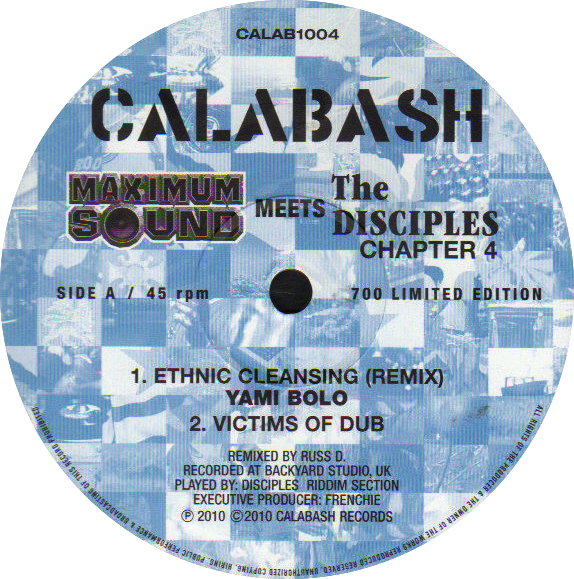 CALAB1004
CALABASH
MAXIMUM SOUND MEETS The DISCIPLES
CHAPTER 4
SIDE A / 45 rpm
700 LIMITED EDITION
1. ETHNIC CLEANSING (REMIX)
YAMI BOLO
2. VICTIMS OF DUB
REMIXED BY RUSS D.
RECORDED AT BACKYARD STUDIO, UK
PLAYED BY: DISCIPLES RIDDIM SECTION
EXECUTIVE PRODUCER: FRENCHIE
℗ 2010 ©2010 CALABASH RECORDS
ALL RIGHTS OF THE PRODUCER & THE OWNER OF THE WORKS REPRODUCED RESERVED. UNAUTHORIZED COPYING, HIRING, PUBLIC PERFORMANCE & BROADCASTING OF THIS RECORD PROHIBITED